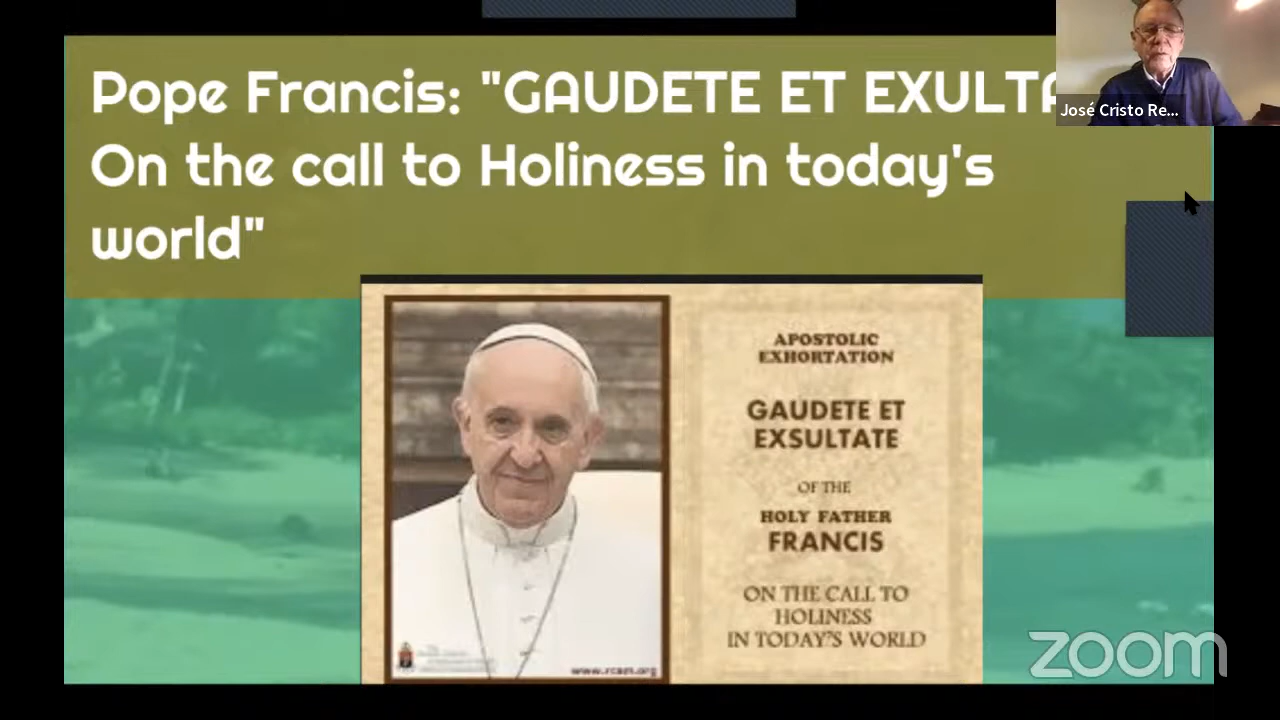 Pope Francis: "GAUDETE ET EXULTA
On the call to Holiness in today's
world"
José Cristo Re...
APOSTOLIC
EXHORTATION
GAUDETE ET
EXSULTATE
OF THE
HOLY FATHER
FRANCIS
ON THE CALL TO
HOLINESS
IN TODAY'S WORLD
www.rcam.org
zoom